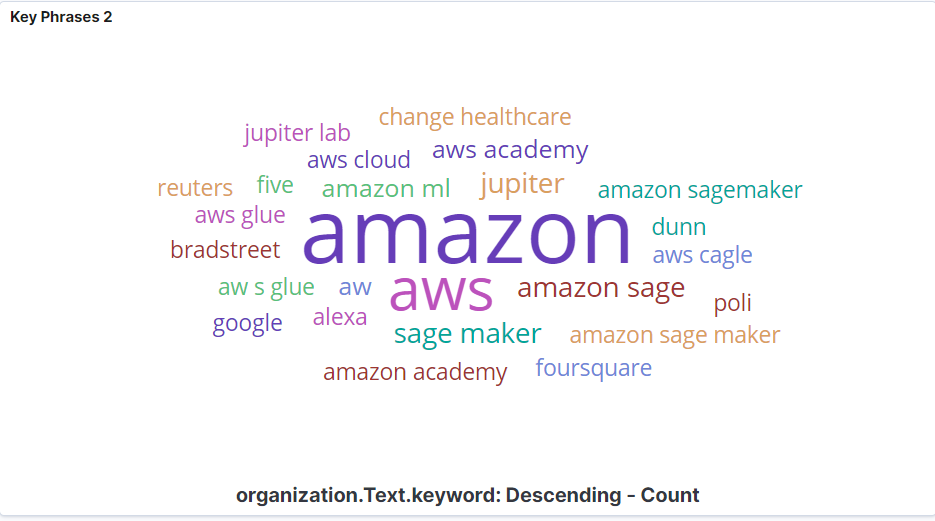 Key Phrases 2
change healthcare
jupiter lab
aws cloud
aws academy
reuters
five
amazon ml
jupiter
amazon sagemaker
aws glue
amazon
dunn
bradstreet
aws cagle
aw s glue
aw
aws
amazon sage
poli
google
alexa
sage maker
amazon sage maker
amazon academy
foursquare
organization.Text.keyword: Descending - Count